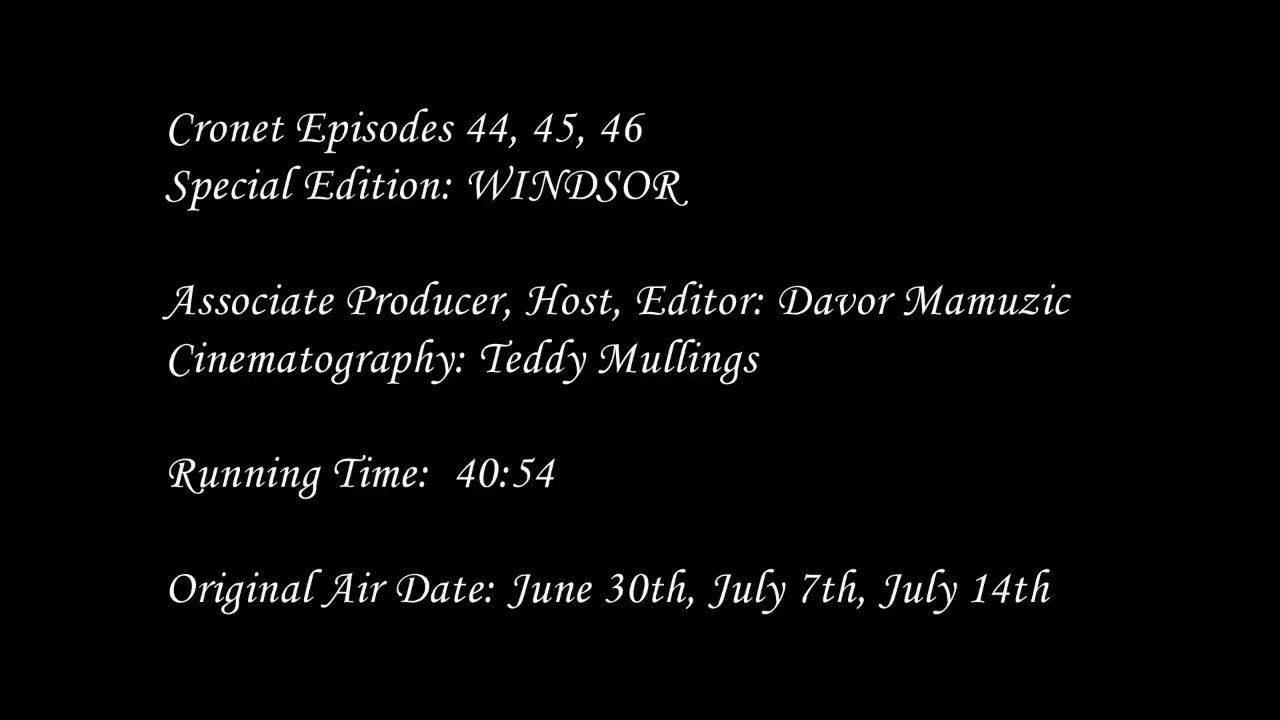 Cronet Episodes 44, 45, 46
Special Edition: WINDSOR
Associate Producer, Host, Editor: Davor Mamuzic
Cinematography: Teddy Mullings
Running Time:  40:54
Original Air Date: June 30th, July 7th, July 14th